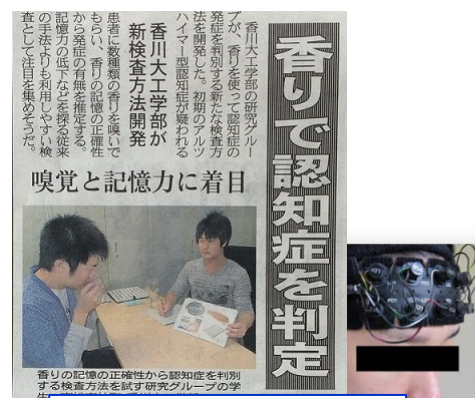 香りで認知症を判定
嗅覚と記憶力に着目
香川大工学部が
新検査方法開発
香川大工学部の研究グルー
プが、香りを使って認知症の
発症を判別する新たな検査方
法を開発した。初期のアルツ
ハイマー型認知症が疑われる
患者に数種類の香りを嗅いで
もらい、香りの記憶の正確性
から発症の有無を推定する。
記憶力の低下などを探る従来
の手法よりも利用しやすい検
査として注目を集めそうだ。
香りの記憶の正確性から認知症を判別
する検査方法を試す研究グループの学